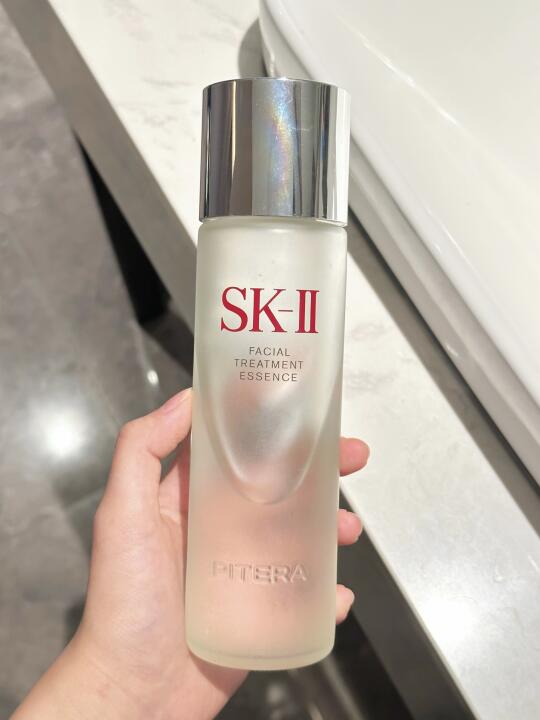 SK-II
FACIAL
TREATMENT
ESSENCE
PITERA